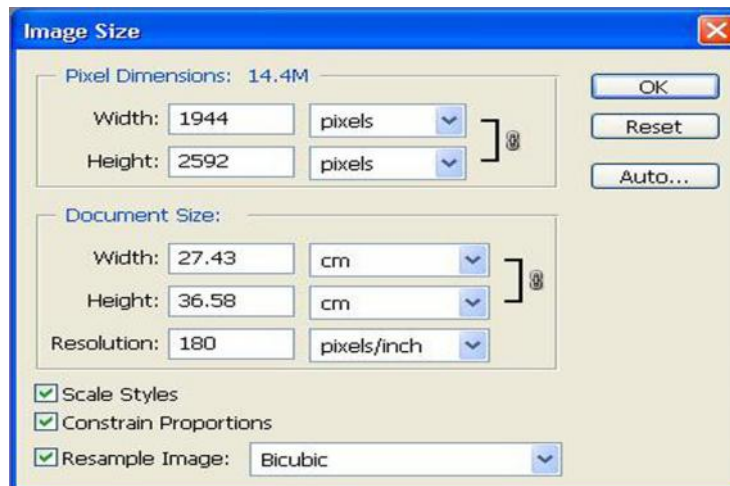 Image Size
Pixel Dimensions: 14.4M
Width: 1944 pixels
Height: 2592 pixels
OK
Reset
Auto...
Document Size:
Width: 27.43 cm
Height: 36.58 cm
Resolution: 180 pixels/inch
Scale Styles
Constrain Proportions
Resample Image: Bicubic